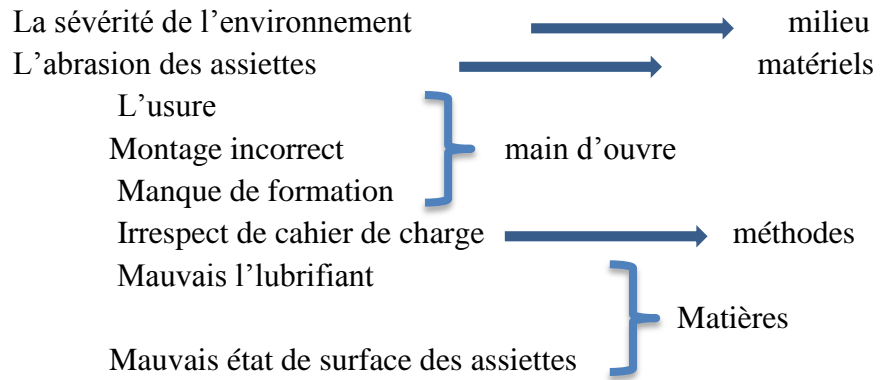 La sévérité de l’environnement milieu
L’abrasion des assiettes matériels
L’usure
Montage incorrect main d’ouvre
Manque de formation
Irrespect de cahier de charge méthodes
Mauvais l’lubrifiant
Matières
Mauvais état de surface des assiettes